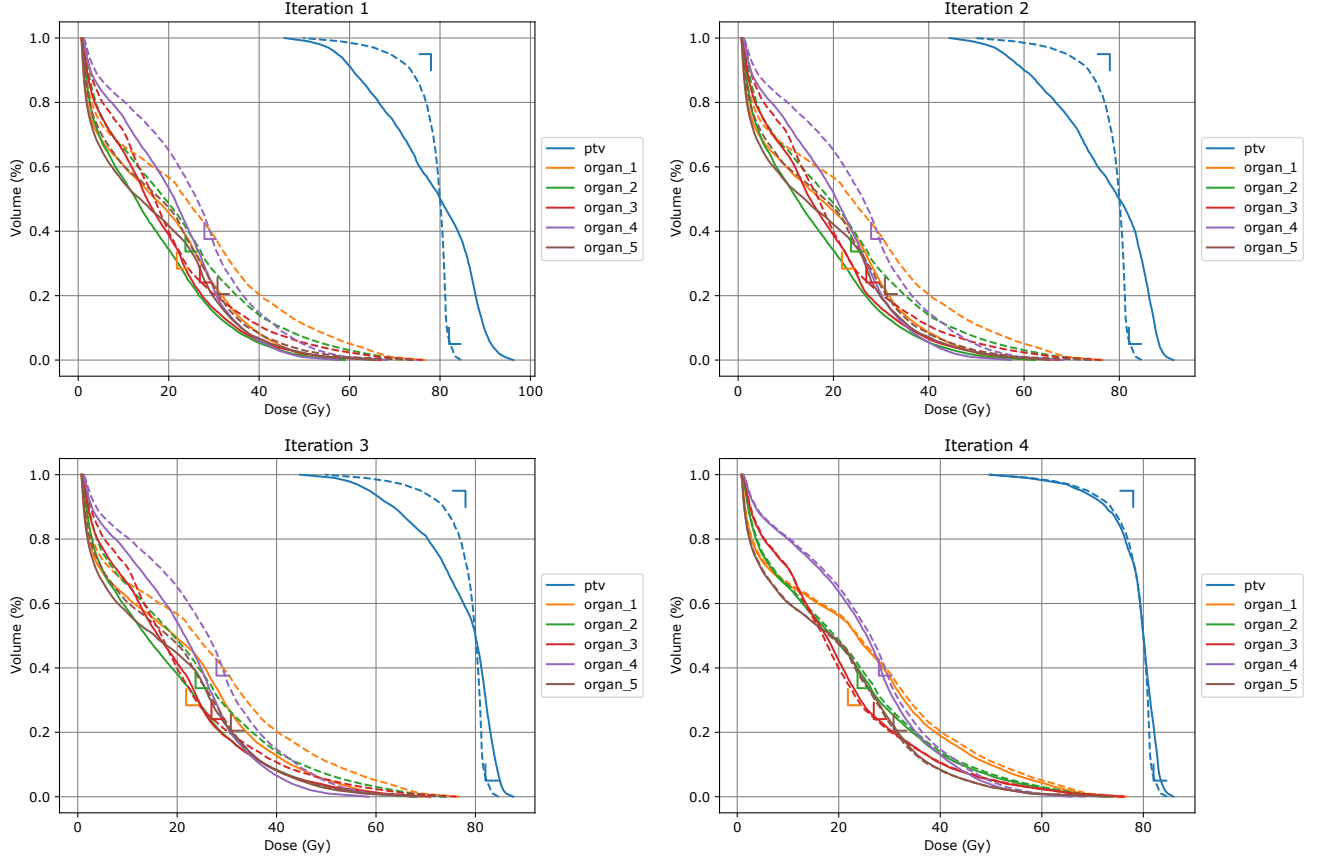 Iteration 1
1.0
0.8
0.6
0.4
0.2
0.0
Volume (%)
0
20
40
60
80
100
Dose (Gy)
ptv
organ_1
organ_2
organ_3
organ_4
organ_5
Iteration 2
1.0
0.8
0.6
0.4
0.2
0.0
Volume (%)
0
20
40
60
80
Dose (Gy)
ptv
organ_1
organ_2
organ_3
organ_4
organ_5
Iteration 3
1.0
0.8
0.6
0.4
0.2
0.0
Volume (%)
0
20
40
60
80
Dose (Gy)
ptv
organ_1
organ_2
organ_3
organ_4
organ_5
Iteration 4
1.0
0.8
0.6
0.4
0.2
0.0
Volume (%)
0
20
40
60
80
Dose (Gy)
ptv
organ_1
organ_2
organ_3
organ_4
organ_5